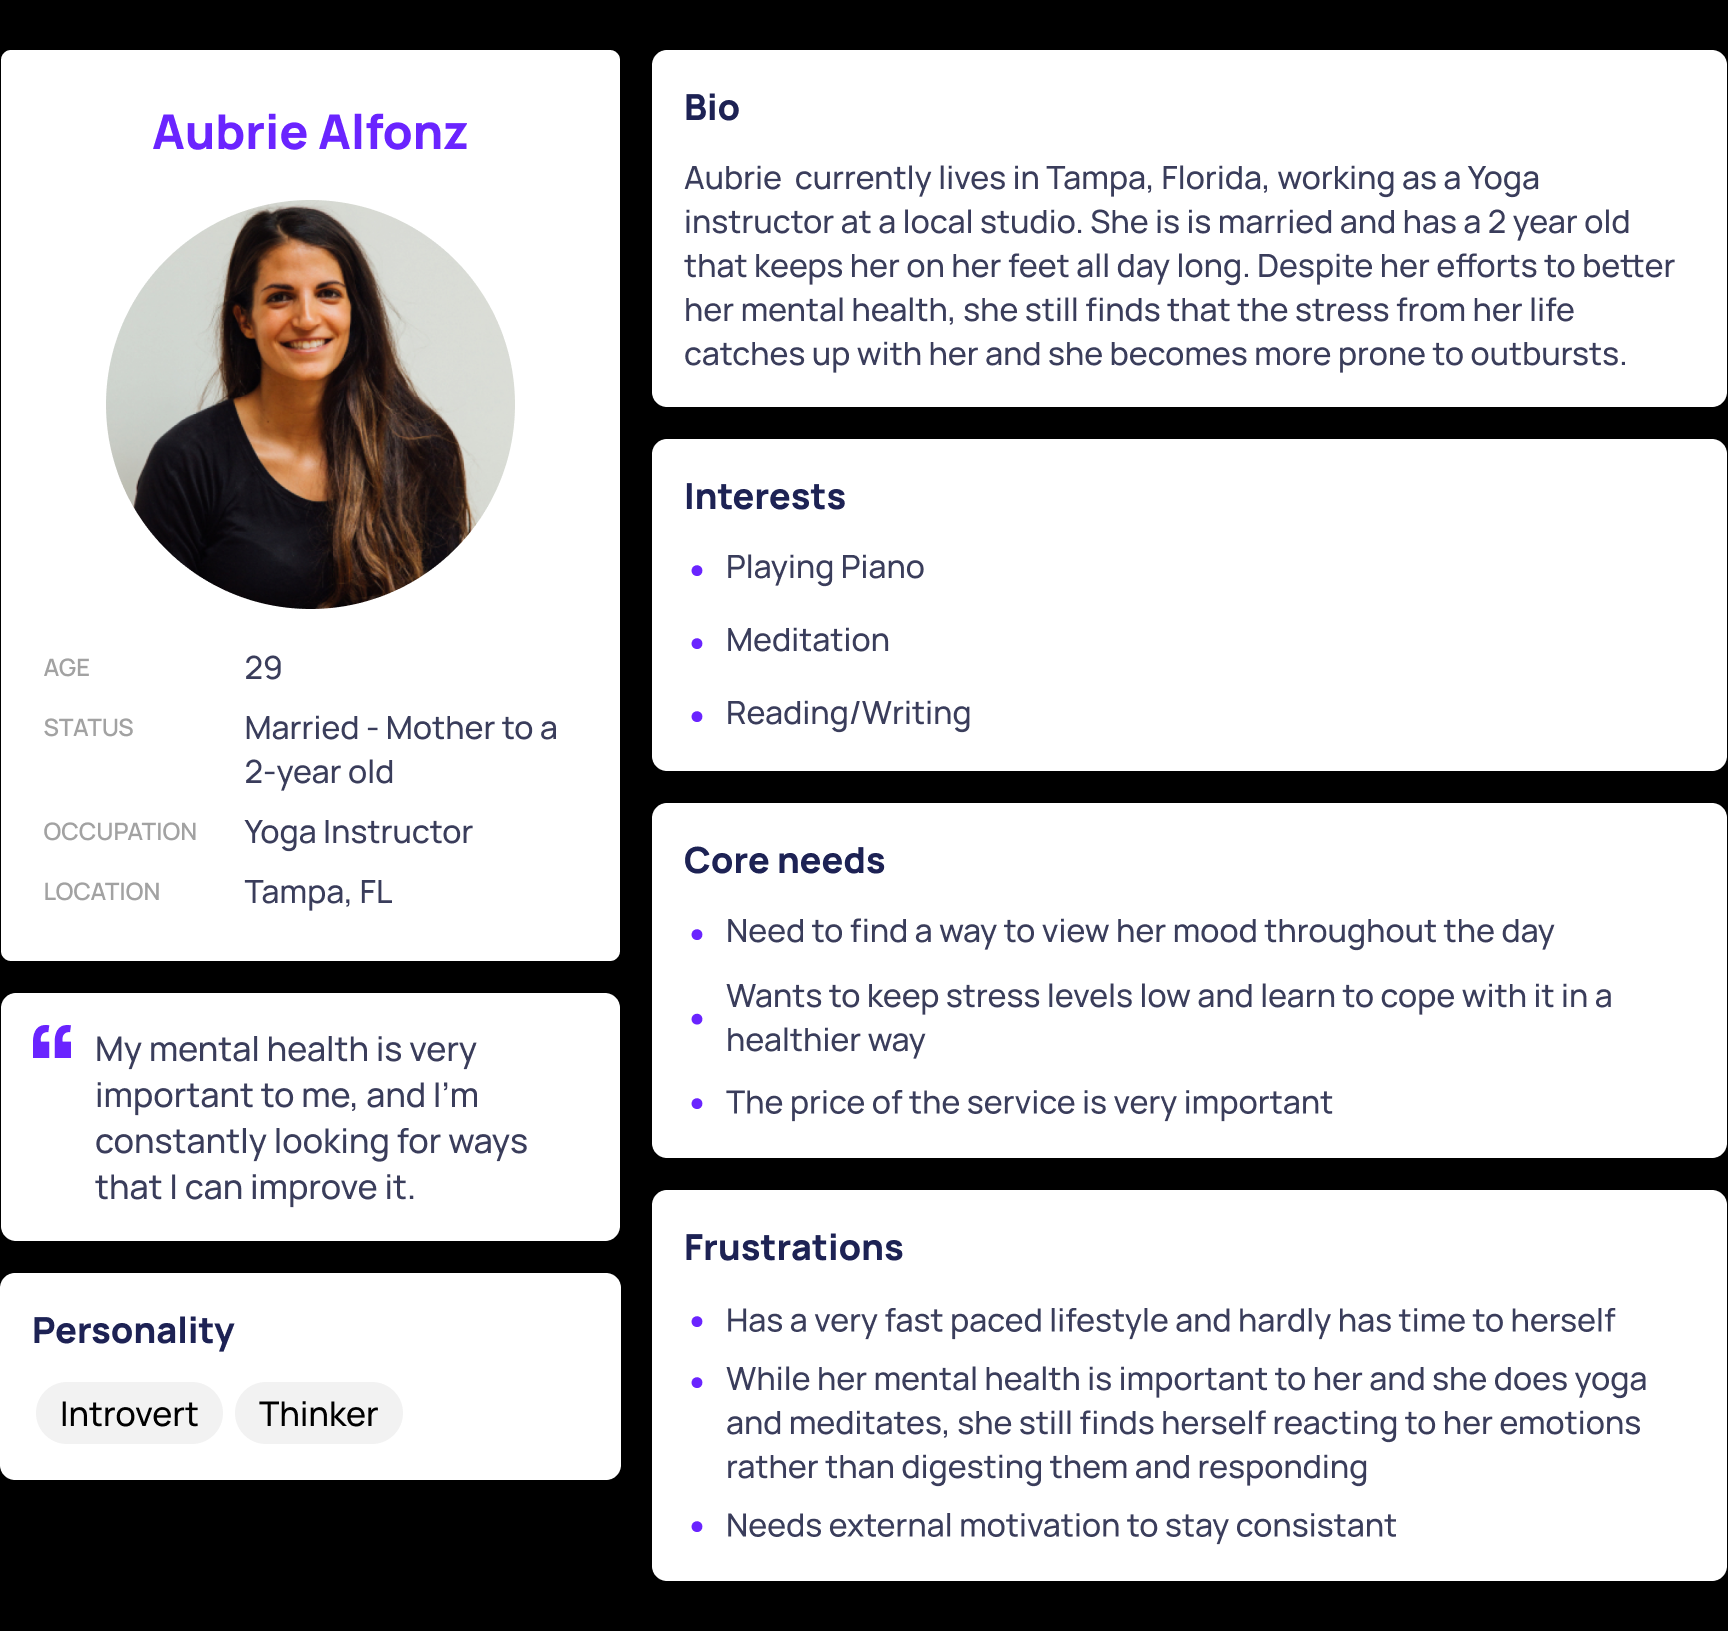 Aubrie Alfonz
AGE
29
STATUS
Married - Mother to a
2-year old
OCCUPATION
Yoga Instructor
LOCATION
Tampa, FL
“ My mental health is very
important to me, and I’m
constantly looking for ways
that I can improve it.
Personality
Introvert
Thinker
Bio
Aubrie  currently lives in Tampa, Florida, working as a Yoga
instructor at a local studio. She is is married and has a 2 year old
that keeps her on her feet all day long. Despite her efforts to better
her mental health, she still finds that the stress from her life
catches up with her and she becomes more prone to outbursts.
Interests
• Playing Piano
• Meditation
• Reading/Writing
Core needs
• Need to find a way to view her mood throughout the day
• Wants to keep stress levels low and learn to cope with it in a
healthier way
• The price of the service is very important
Frustrations
• Has a very fast paced lifestyle and hardly has time to herself
• While her mental health is important to her and she does yoga
and meditates, she still finds herself reacting to her emotions
rather than digesting them and responding
• Needs external motivation to stay consistant